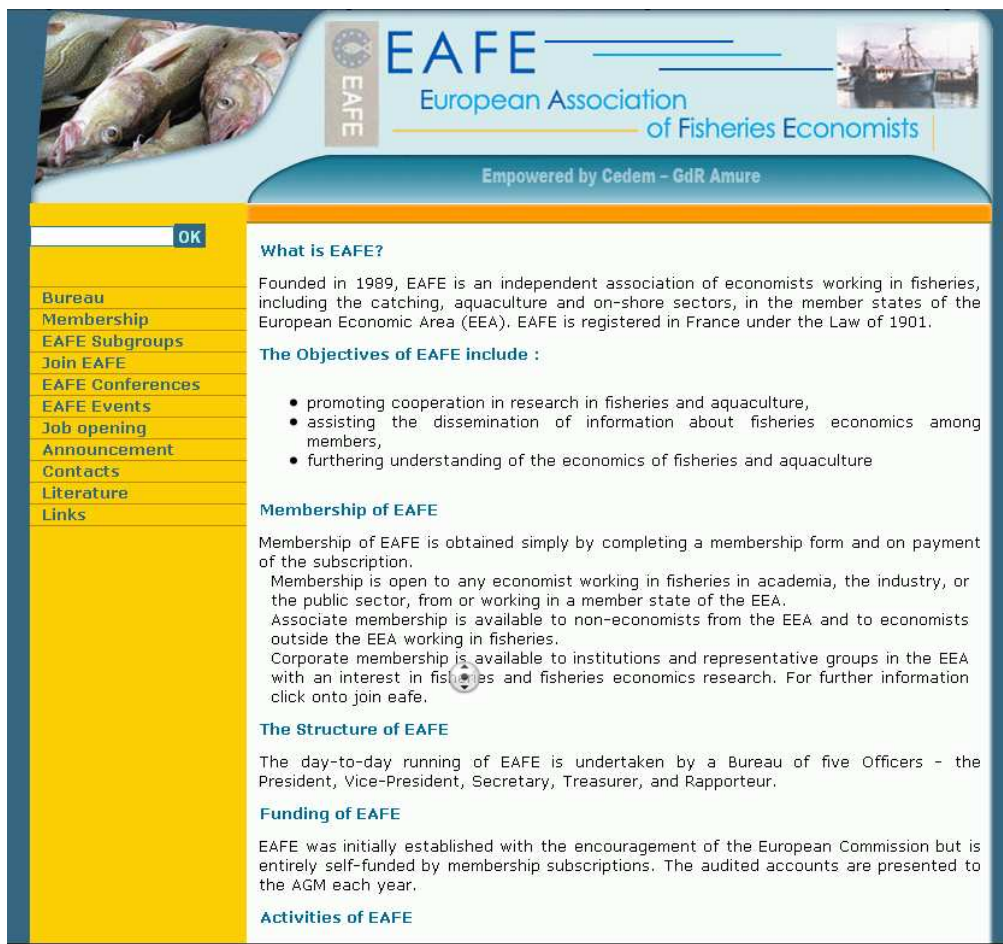 EAFE
EAFE
European Association
of Fisheries Economists
Empowered by Cedem – GdR Amure
OK
Bureau
Membership
EAFE Subgroups
Join EAFE
EAFE Conferences
EAFE Events
Job opening
Announcement
Contacts
Literature
Links
What is EAFE?
Founded in 1989, EAFE is an independent association of economists working in fisheries,
including the catching, aquaculture and on-shore sectors, in the member states of the
European Economic Area (EEA). EAFE is registered in France under the Law of 1901.
The Objectives of EAFE include :
• promoting cooperation in research in fisheries and aquaculture,
• assisting the dissemination of information about fisheries economics among
members,
• furthering understanding of the economics of fisheries and aquaculture
Membership of EAFE
Membership of EAFE is obtained simply by completing a membership form and on payment
of the subscription.
Membership is open to any economist working in fisheries in academia, the industry, or
the public sector, from or working in a member state of the EEA.
Associate membership is available to non-economists from the EEA and to economists
outside the EEA working in fisheries.
Corporate membership is available to institutions and representative groups in the EEA
with an interest in fisheries and fisheries economics research. For further information
click onto join eafe.
The Structure of EAFE
The day-to-day running of EAFE is undertaken by a Bureau of five Officers – the
President, Vice-President, Secretary, Treasurer, and Rapporteur.
Funding of EAFE
EAFE was initially established with the encouragement of the European Commission but is
entirely self-funded by membership subscriptions. The audited accounts are presented to
the AGM each year.
Activities of EAFE